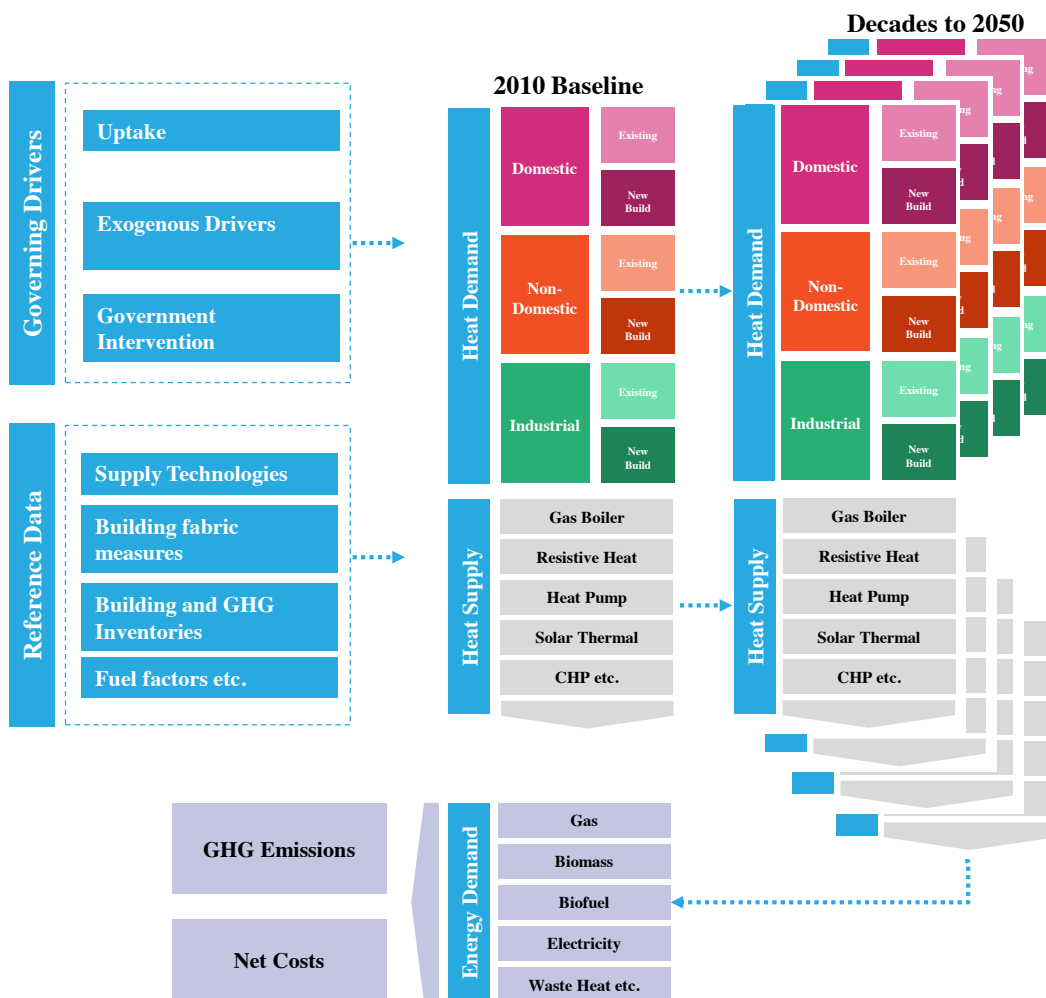 Decades to 2050
2010 Baseline
Governing Drivers
Uptake
Exogenous Drivers
Government
Intervention
Reference Data
Supply Technologies
Building fabric
measures
Building and GHG
Inventories
Fuel factors etc.
Heat Demand
Domestic
Existing
New
Build
Non-
Domestic
Existing
New
Build
Industrial
Existing
New
Build
Heat Supply
Gas Boiler
Resistive Heat
Heat Pump
Solar Thermal
CHP etc.
Heat Demand
Domestic
Existing
New
Build
Non-
Domestic
Existing
New
Build
Industrial
Existing
New
Build
Heat Supply
Gas Boiler
Resistive Heat
Heat Pump
Solar Thermal
CHP etc.
GHG Emissions
Net Costs
Energy Demand
Gas
Biomass
Biofuel
Electricity
Waste Heat etc.